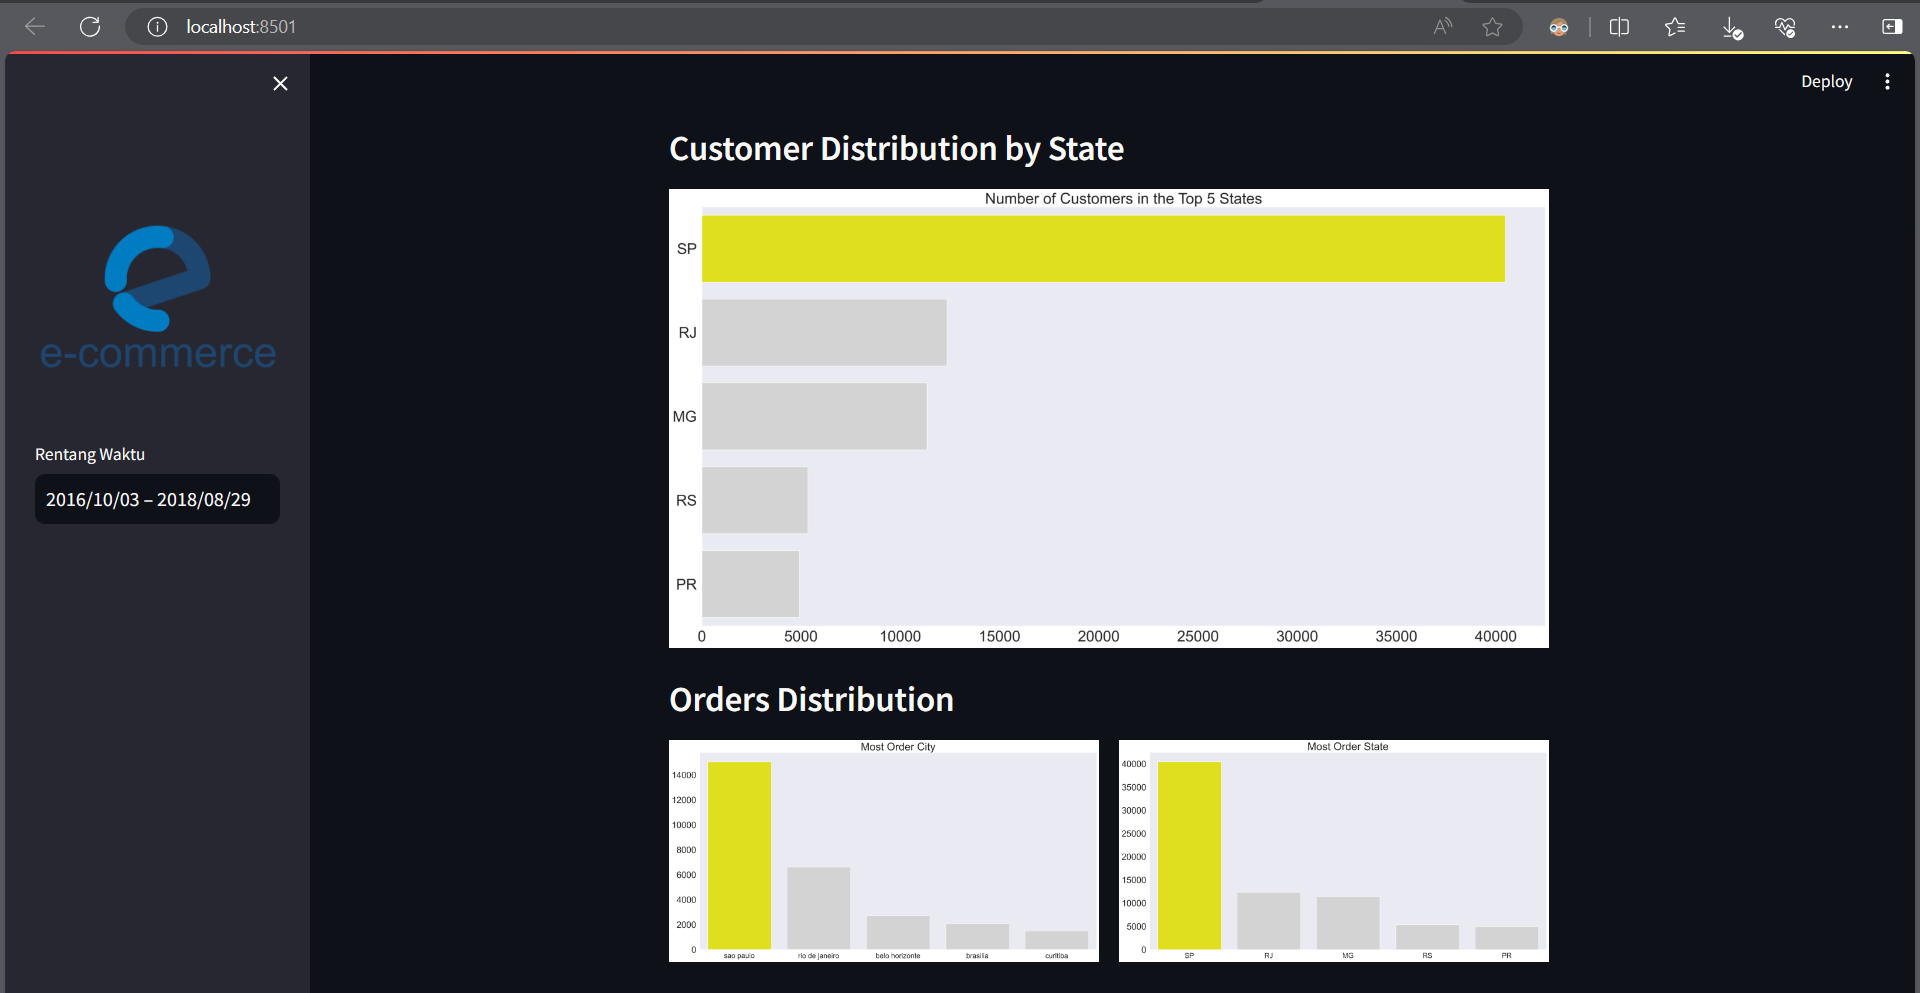 localhost:8501
Deploy
e-commerce
Rentang Waktu
2016/10/03 – 2018/08/29
Customer Distribution by State
Number of Customers in the Top 5 States
SP
RJ
MG
RS
PR
0 5000 10000 15000 20000 25000 30000 35000 40000
Orders Distribution
Most Order City
14000
12000
10000
8000
6000
4000
2000
0
sao paulo rio de janeiro belo horizonte brasilia curitiba
Most Order State
40000
35000
30000
25000
20000
15000
10000
5000
0
SP RJ MG RS PR